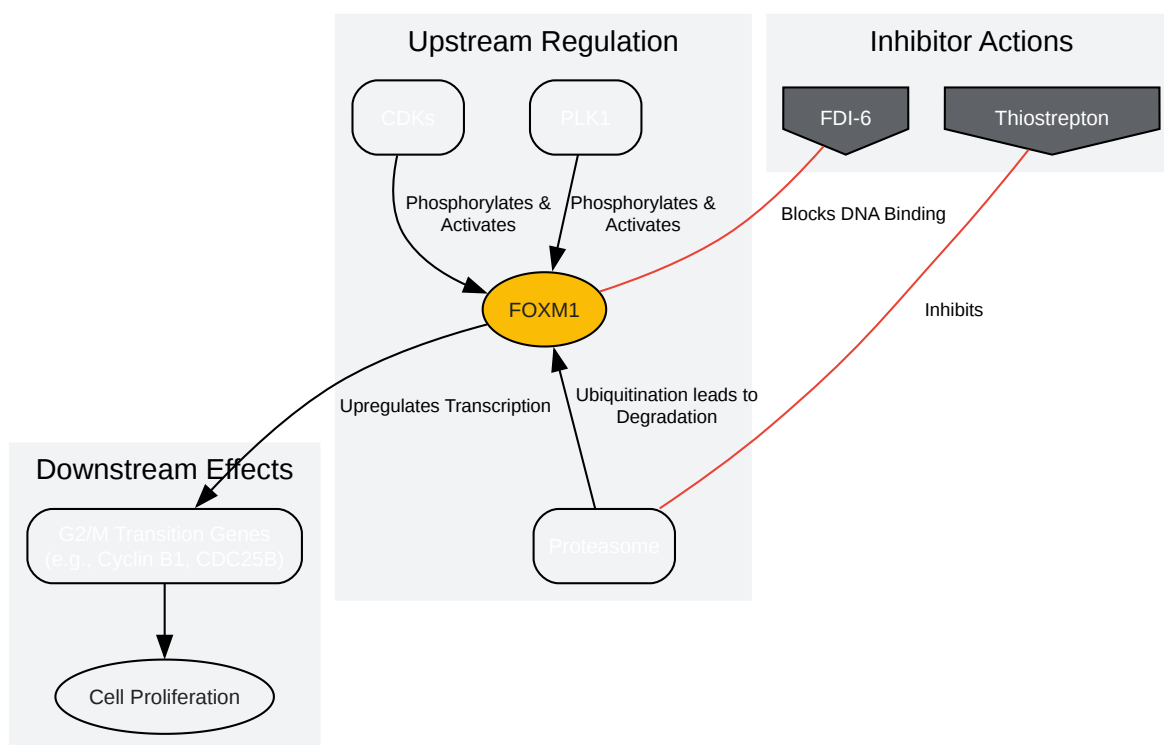 Upstream Regulation
Inhibitor Actions
CDKs
PLK1
FDI-6
Thiostrepton
Phosphorylates &
Activates
Phosphorylates &
Activates
Blocks DNA Binding
FOXM1
Inhibits
Upregulates Transcription
Ubiquitination leads to
Degradation
Downstream Effects
G2/M Transition Genes
(e.g., Cyclin B1, CDC25B)
Proteasome
Cell Proliferation